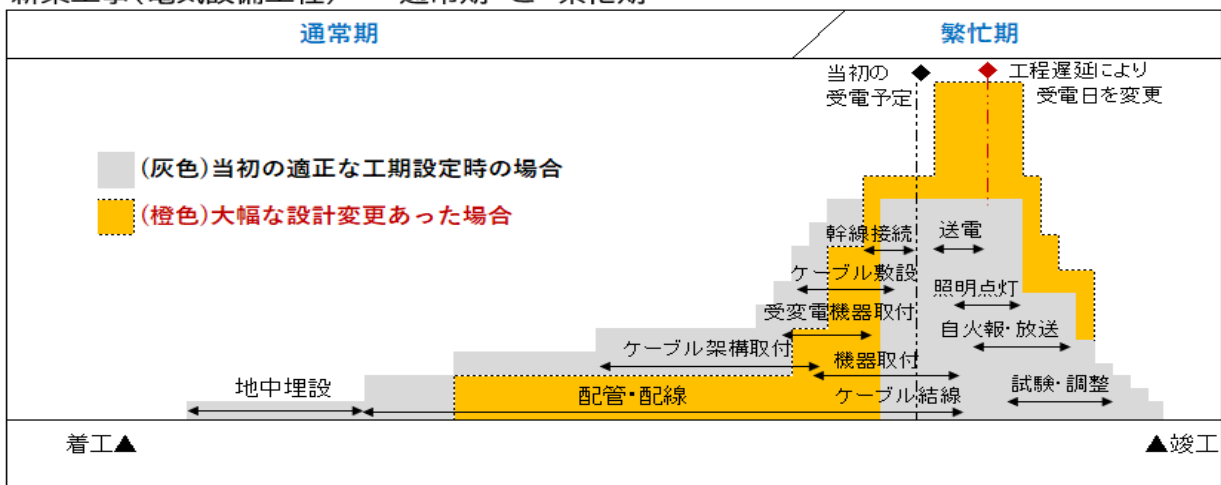 通常期
繁忙期
当初の
受電予定
工程遅延により
受電日を変更
(灰色)当初の適正な工期設定時の場合
(橙色)大幅な設計変更あった場合
幹線接続
送電
ケーブル敷設
照明点灯
受変電機器取付
自火報・放送
ケーブル架構取付
機器取付
地中埋設
配管・配線
ケーブル結線
試験・調整
着工▲
▲竣工